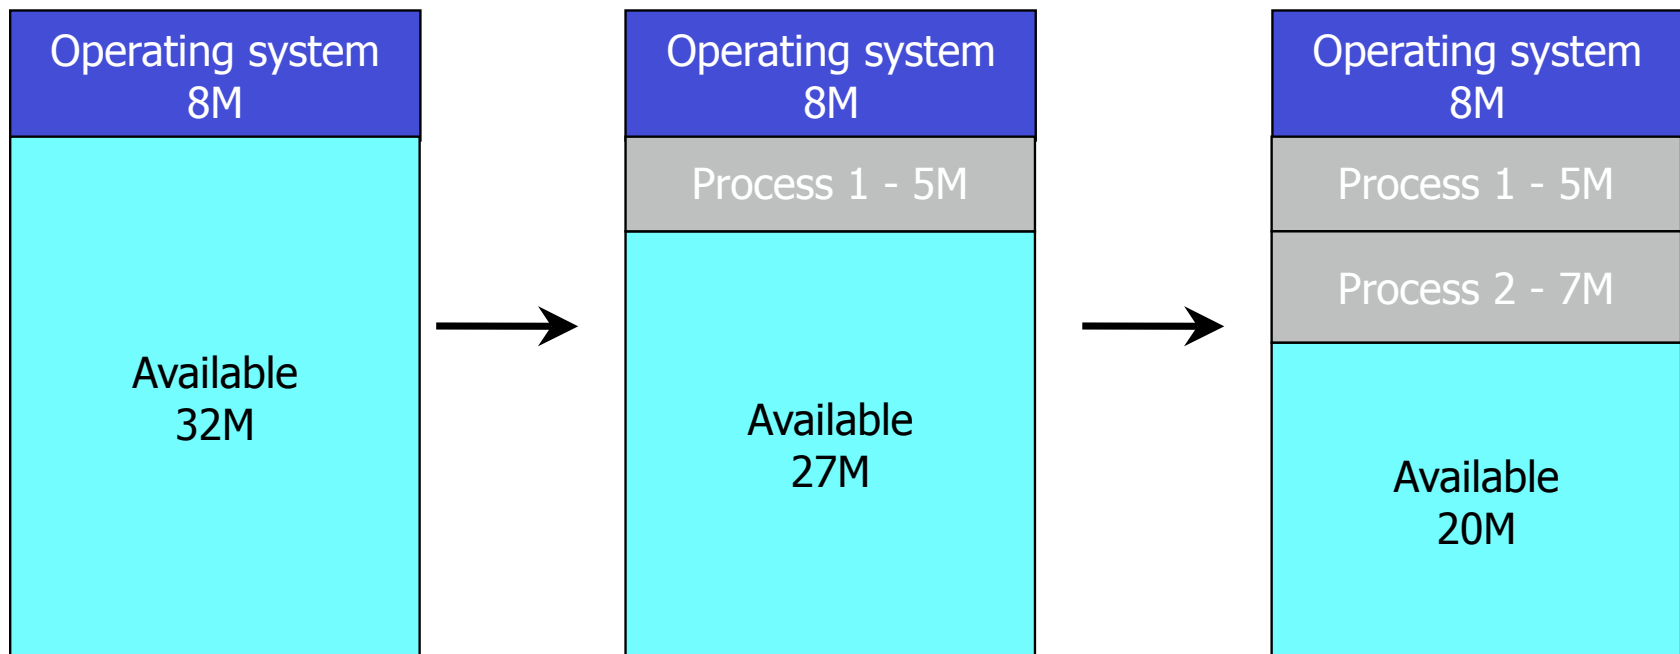 Operating system
8M
Available
32M
Operating system
8M
Process 1 - 5M
Available
27M
Operating system
8M
Process 1 - 5M
Process 2 - 7M
Available
20M